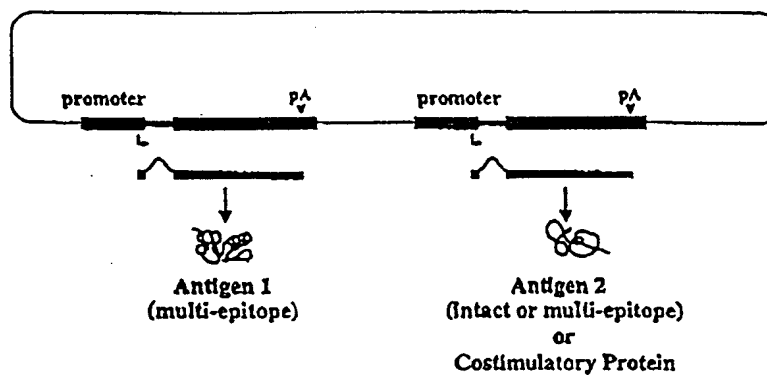 promoter
pA
promoter
pA
Antigen 1
(multi-epitope)
Antigen 2
(intact or multi-epitope)
or
Costimulatory Protein